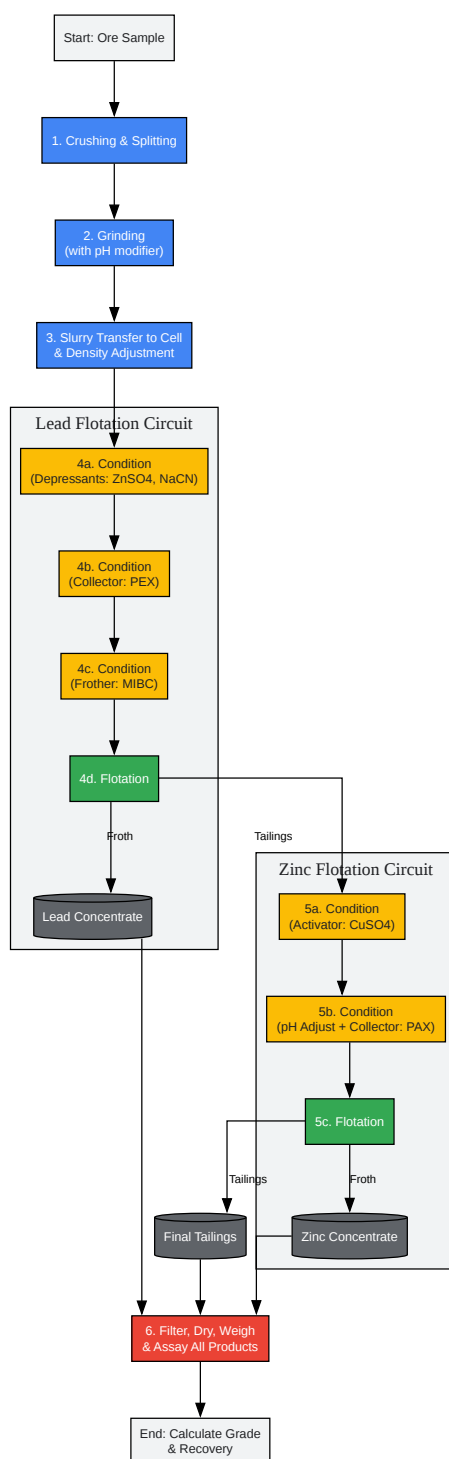 Start: Ore Sample
1. Crushing & Splitting
2. Grinding
(with pH modifier)
3. Slurry Transfer to Cell
& Density Adjustment
Lead Flotation Circuit
4a. Condition
(Depressants: ZnSO4, NaCN)
4b. Condition
(Collector: PEX)
4c. Condition
(Frother: MIBC)
4d. Flotation
Froth
Tailings
Lead Concentrate
Zinc Flotation Circuit
5a. Condition
(Activator: CuSO4)
5b. Condition
(pH Adjust + Collector: PAX)
5c. Flotation
Tailings
Froth
Final Tailings
Zinc Concentrate
6. Filter, Dry, Weigh
& Assay All Products
End: Calculate Grade
& Recovery